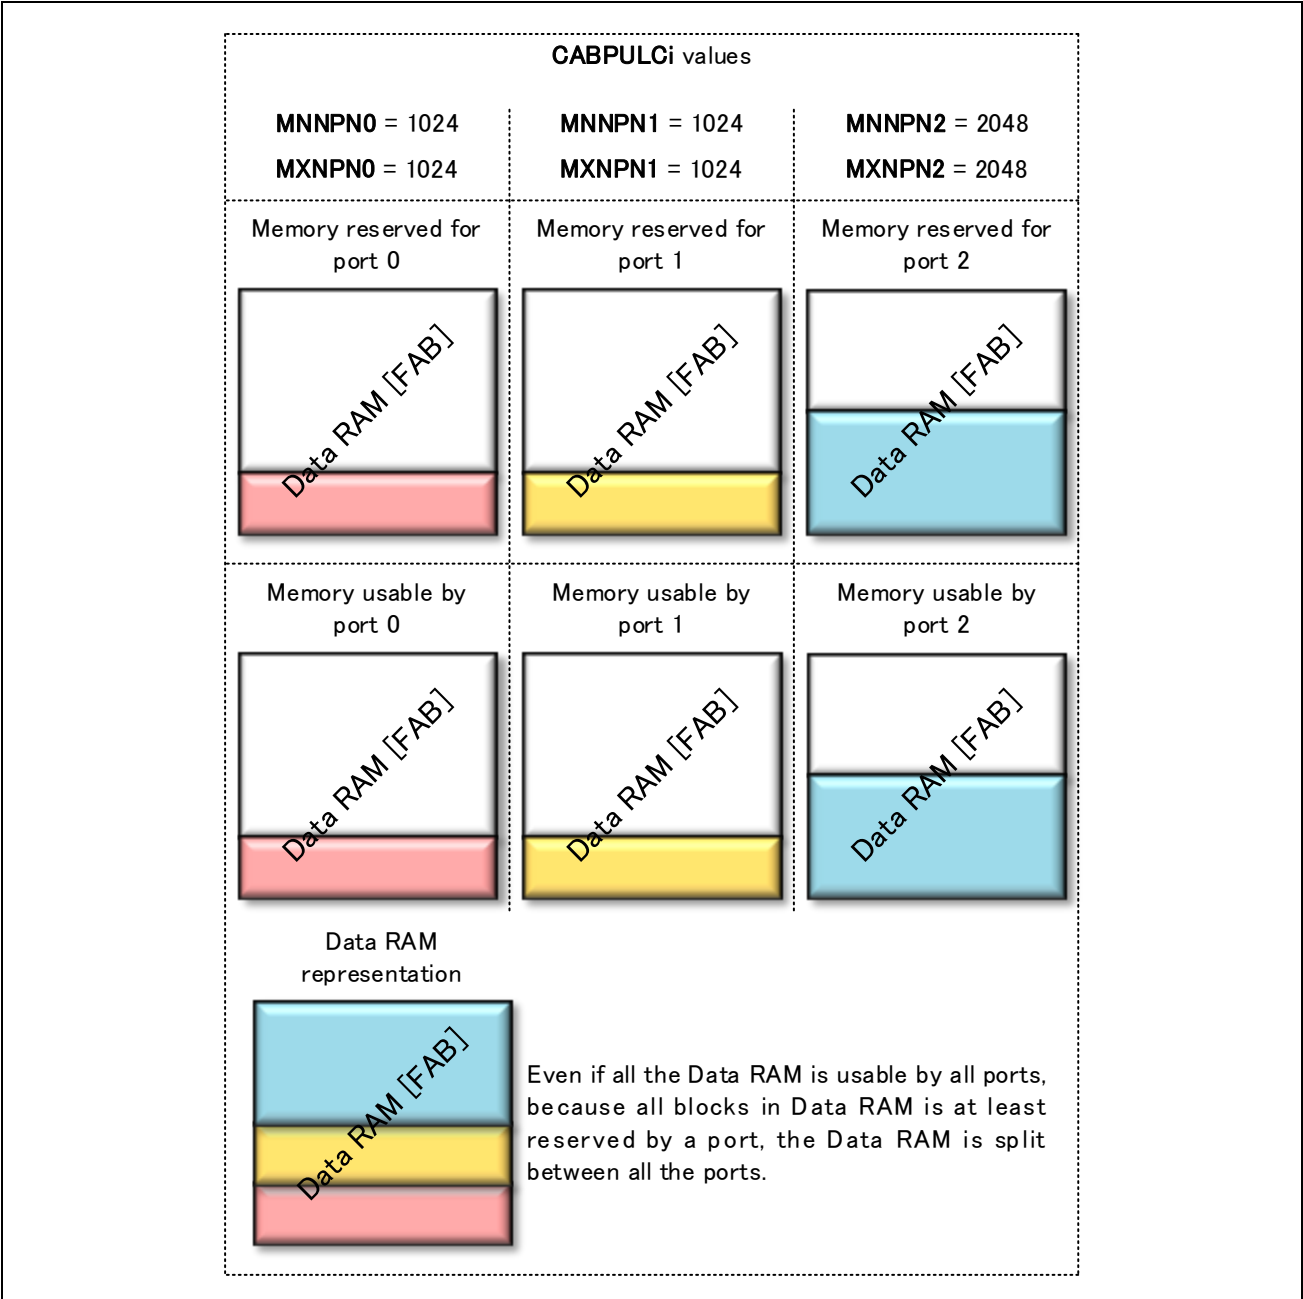 CABPULCi values
MNNPN0 = 1024
MXNPN0 = 1024
MNNPN1 = 1024
MXNPN1 = 1024
MNNPN2 = 2048
MXNPN2 = 2048
Memory reserved for
port 0
Memory reserved for
port 1
Memory reserved for
port 2
Data RAM [FAB]
Data RAM [FAB]
Data RAM [FAB]
Memory usable by
port 0
Memory usable by
port 1
Memory usable by
port 2
Data RAM [FAB]
Data RAM [FAB]
Data RAM [FAB]
Data RAM
representation
Data RAM [FAB]
Even if all the Data RAM is usable by all ports,
because all blocks in Data RAM is at least
reserved by a port, the Data RAM is split
between all the ports.